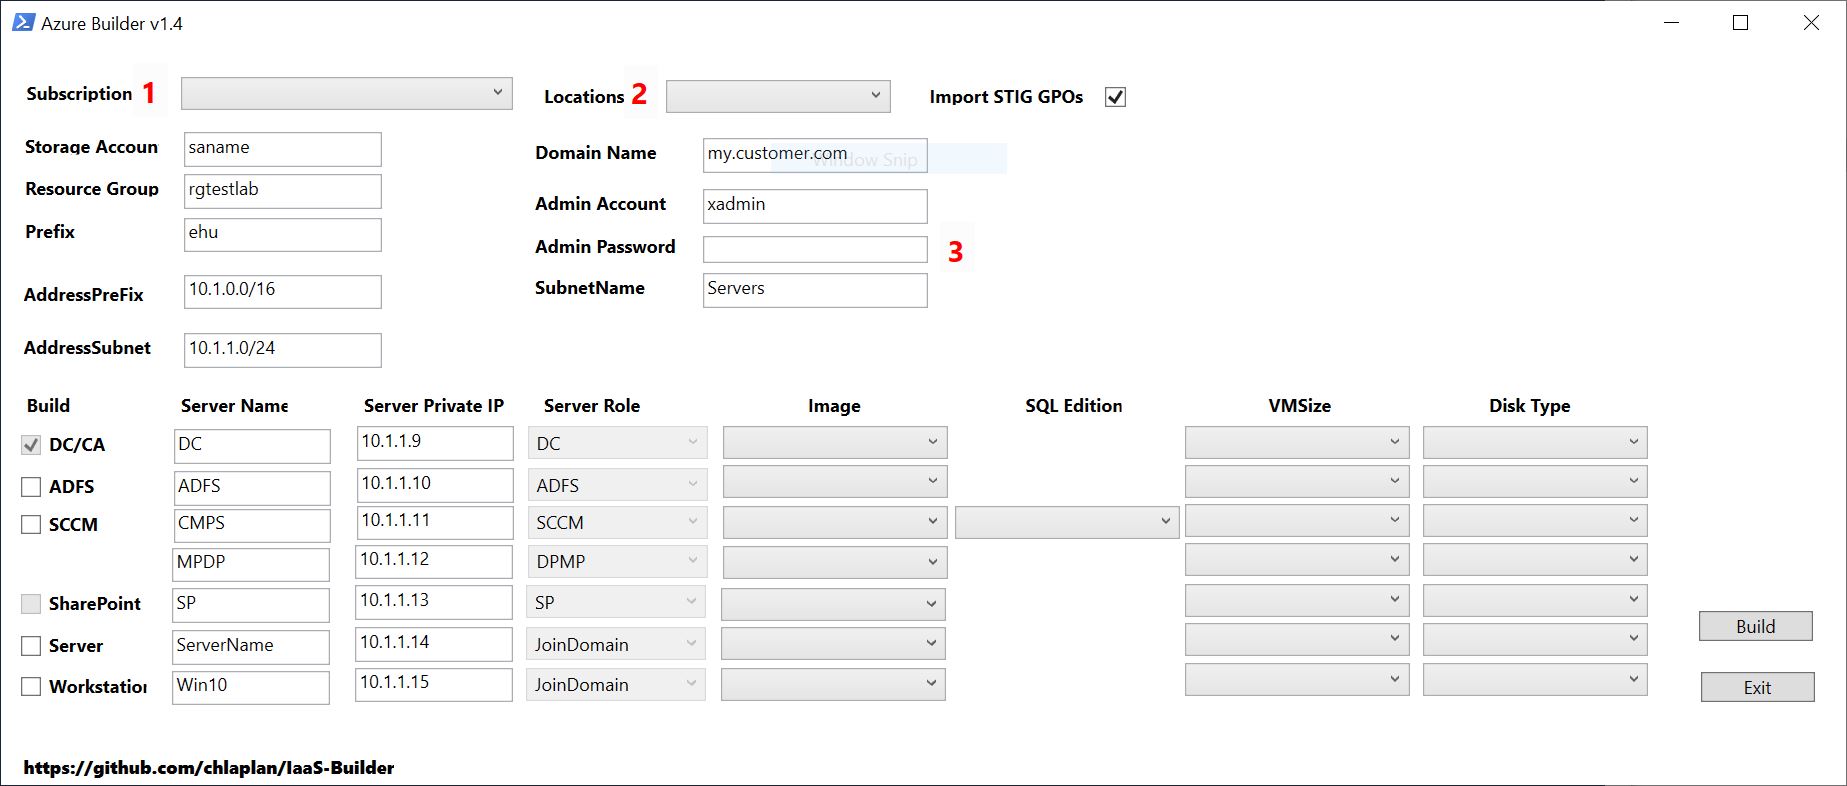 Azure Builder v1.4
Subscription 1 Locations 2 Import STIG GPOs
Storage Accoun saname Domain Name my.customer.com
Window Snip
Resource Group rgtestlab Admin Account xadmin
Prefix ehu Admin Password 3
AddressPreFix 10.1.0.0/16 SubnetName Servers
AddressSubnet 10.1.1.0/24
Build Server Name Server Private IP Server Role Image SQL Edition VMSize Disk Type
DC/CA DC 10.1.1.9 DC
ADFS ADFS 10.1.1.10 ADFS
SCCM CMPS 10.1.1.11 SCCM
MPDP 10.1.1.12 DPMP
SharePoint SP 10.1.1.13 SP
Build
Server ServerName 10.1.1.14 JoinDomain
Workstation Win10 10.1.1.15 JoinDomain
Exit
https://github.com/chlaplan/IaaS-Builder